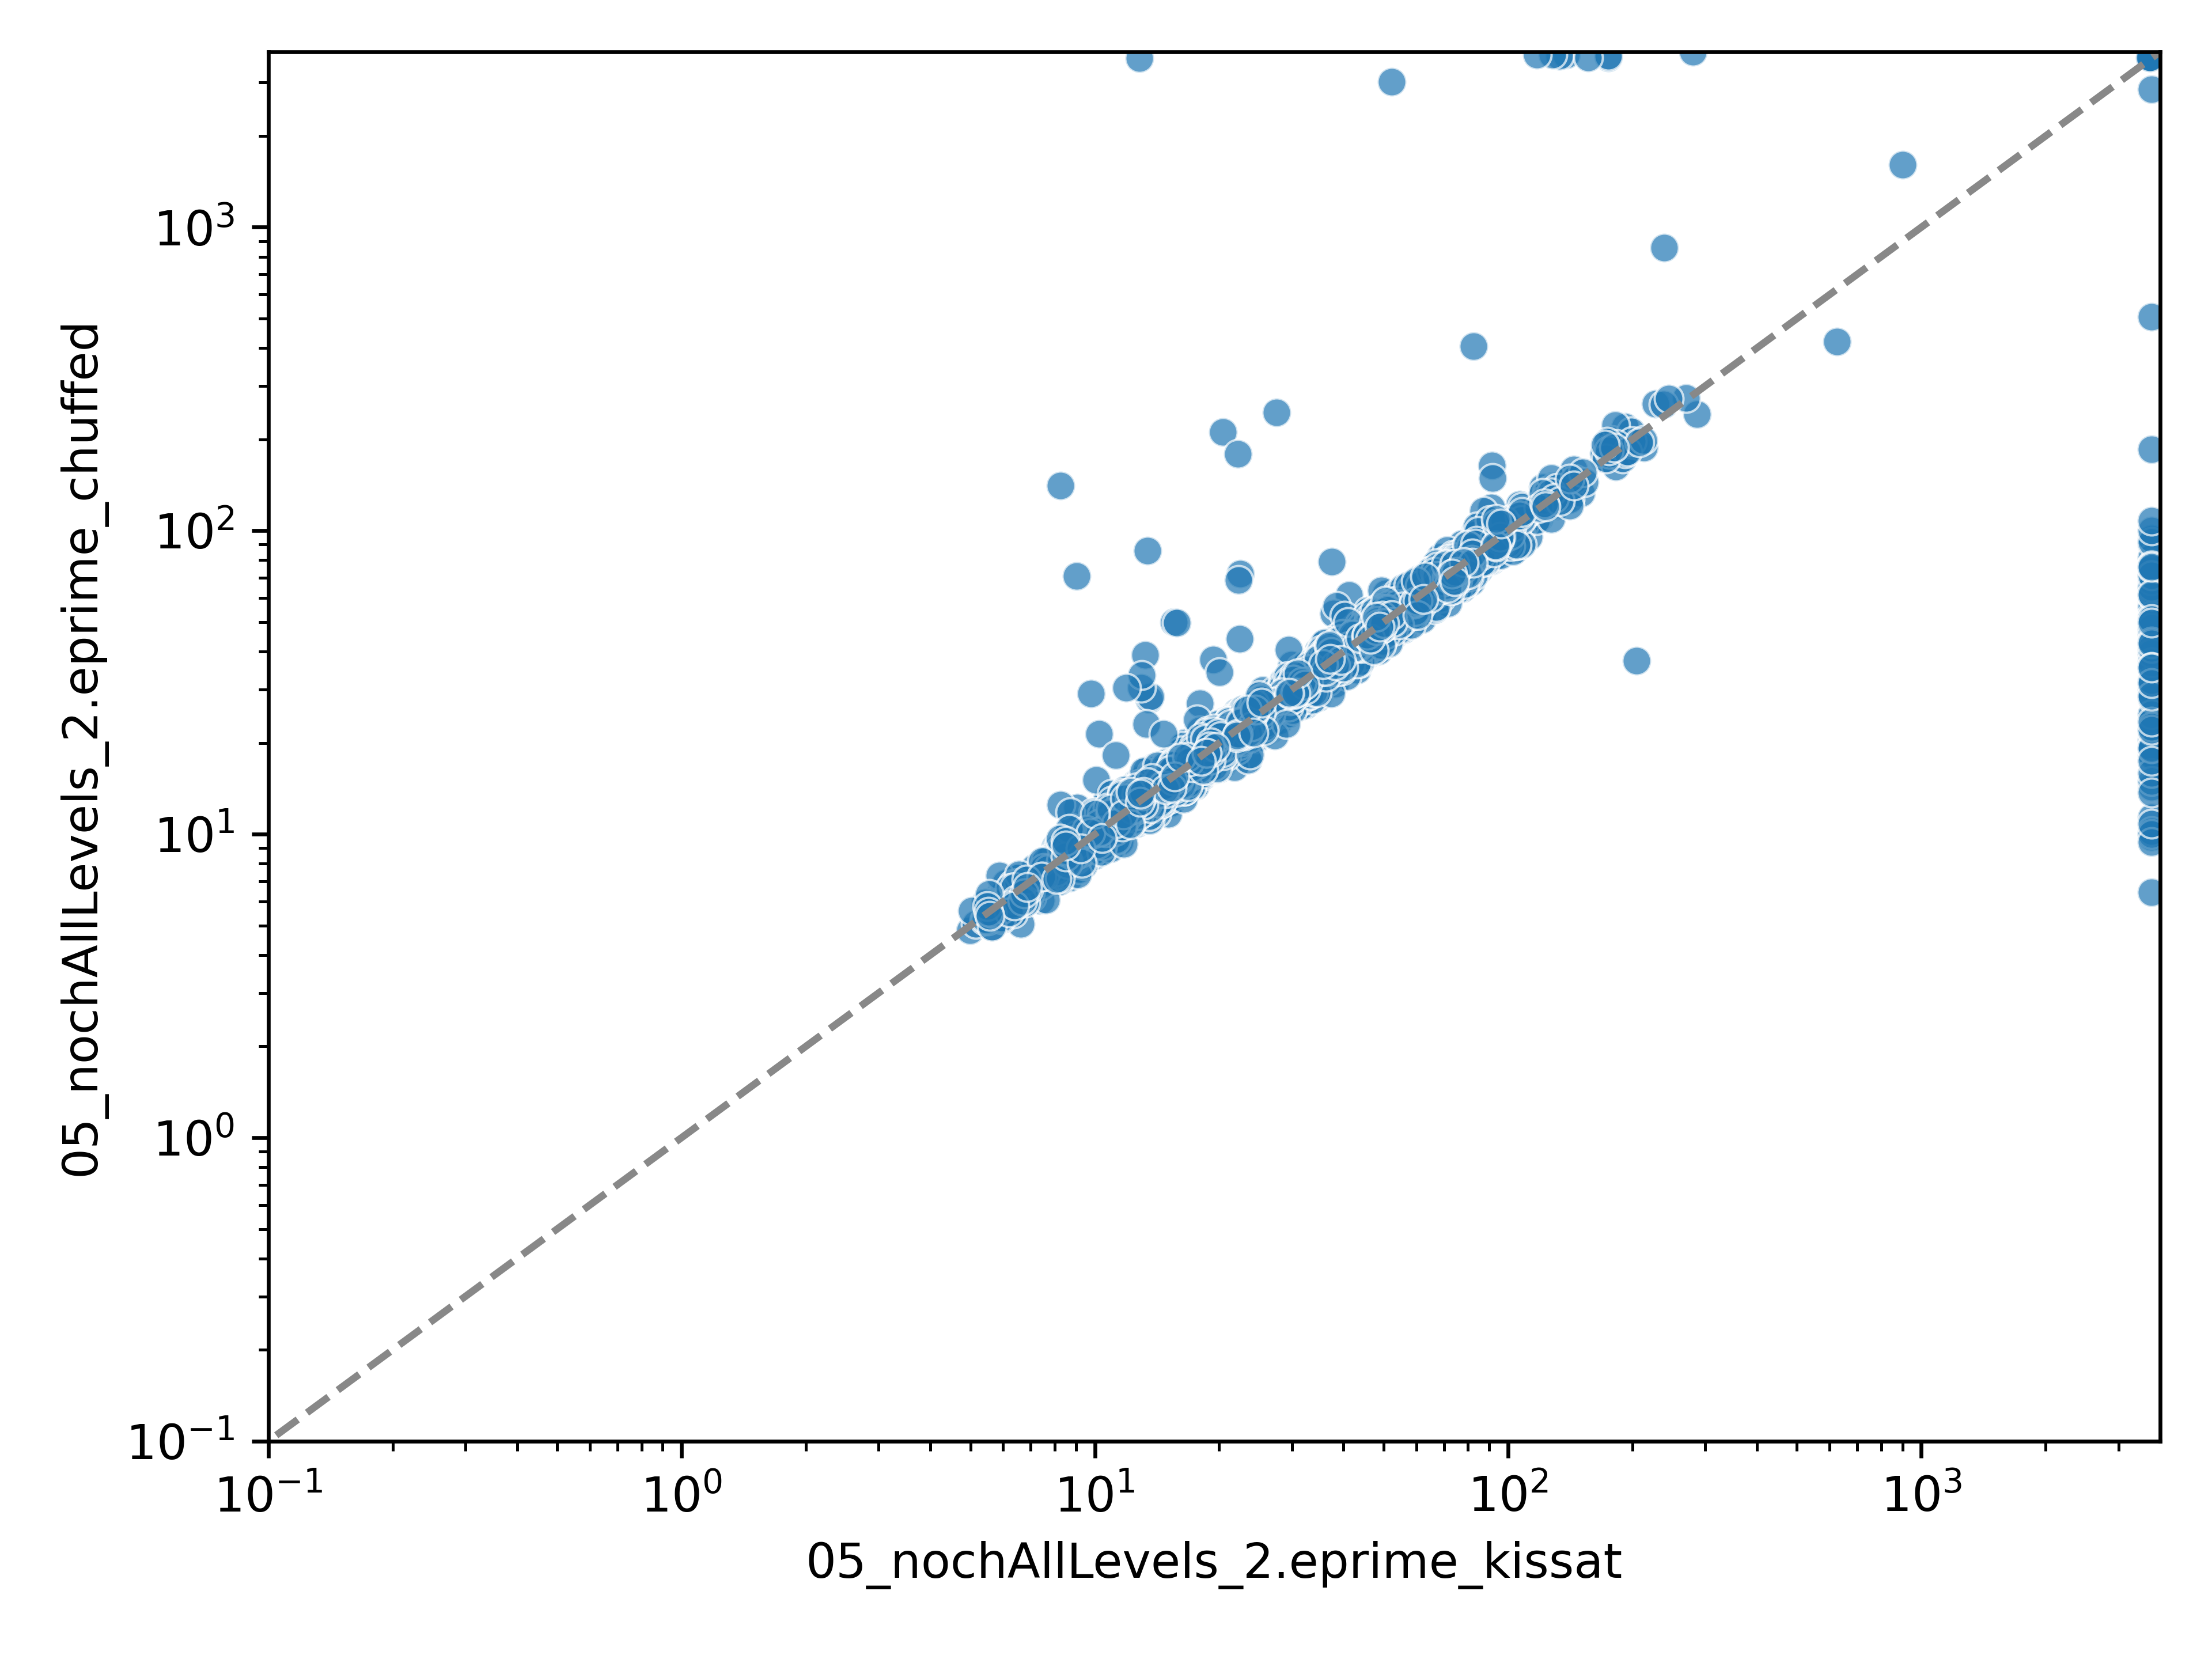 05_nochAllLevels_2.eprime_chuffed
10³
10²
10¹
10⁰
10⁻¹
10⁻¹ 10⁰ 10¹ 10² 10³
05_nochAllLevels_2.eprime_kissat